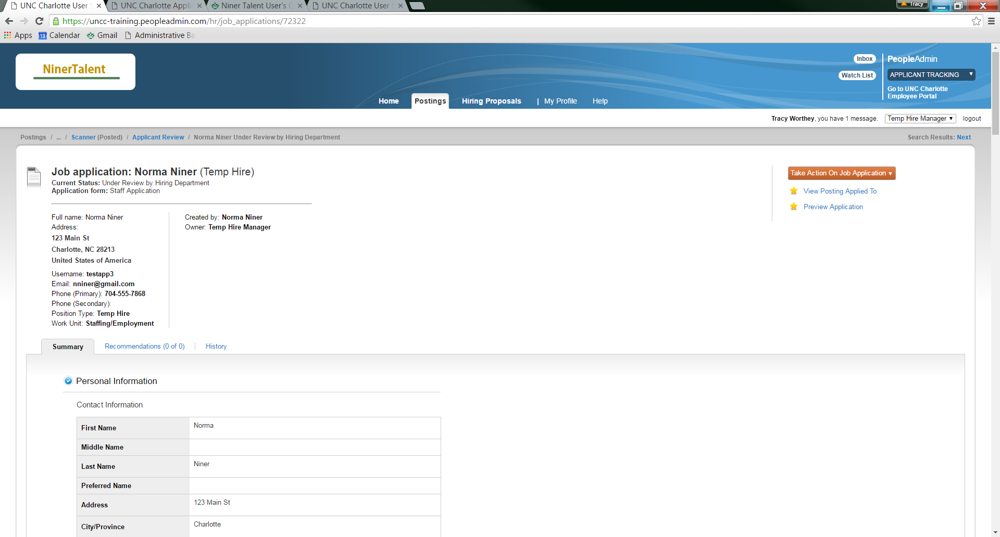 UNC Charlotte User
UNC Charlotte Appli
Niner Talent User's G
UNC Charlotte User
Tracy
https://uncc-training.peopleadmin.com/hr/job_applications/72322
Apps
13
Calendar
Gmail
Administrative Ba
NinerTalent
Inbox
Watch List
PeopleAdmin
APPLICANT TRACKING
Go to UNC Charlotte
Employee Portal
Home Postings Hiring Proposals | My Profile Help
Tracy Worthey, you have 1 message. Temp Hire Manager logout
Postings / ... / Scanner (Posted) / Applicant Review / Norma Niner Under Review by Hiring Department
Search Results: Next
Job application: Norma Niner (Temp Hire)
Current Status: Under Review by Hiring Department
Application form: Staff Application
Take Action On Job Application
View Posting Applied To
Preview Application
Full name: Norma Niner
Address:
123 Main St
Charlotte, NC 28213
United States of America
Username: testapp3
Email: nniner@gmail.com
Phone (Primary): 704-555-7868
Phone (Secondary):
Position Type: Temp Hire
Work Unit: Staffing/Employment
Created by: Norma Niner
Owner: Temp Hire Manager
Summary Recommendations (0 of 0) History
Personal Information
Contact Information
First Name Norma
Middle Name
Last Name Niner
Preferred Name
Address 123 Main St
City/Province Charlotte